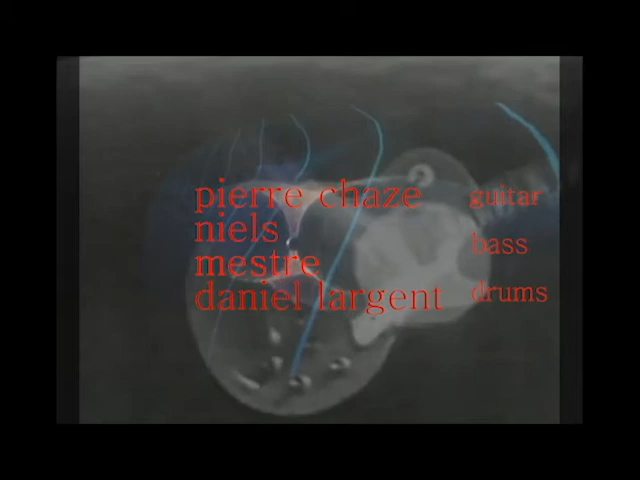 pierre chaze guitar
niels
bass
mestre
daniel largent drums